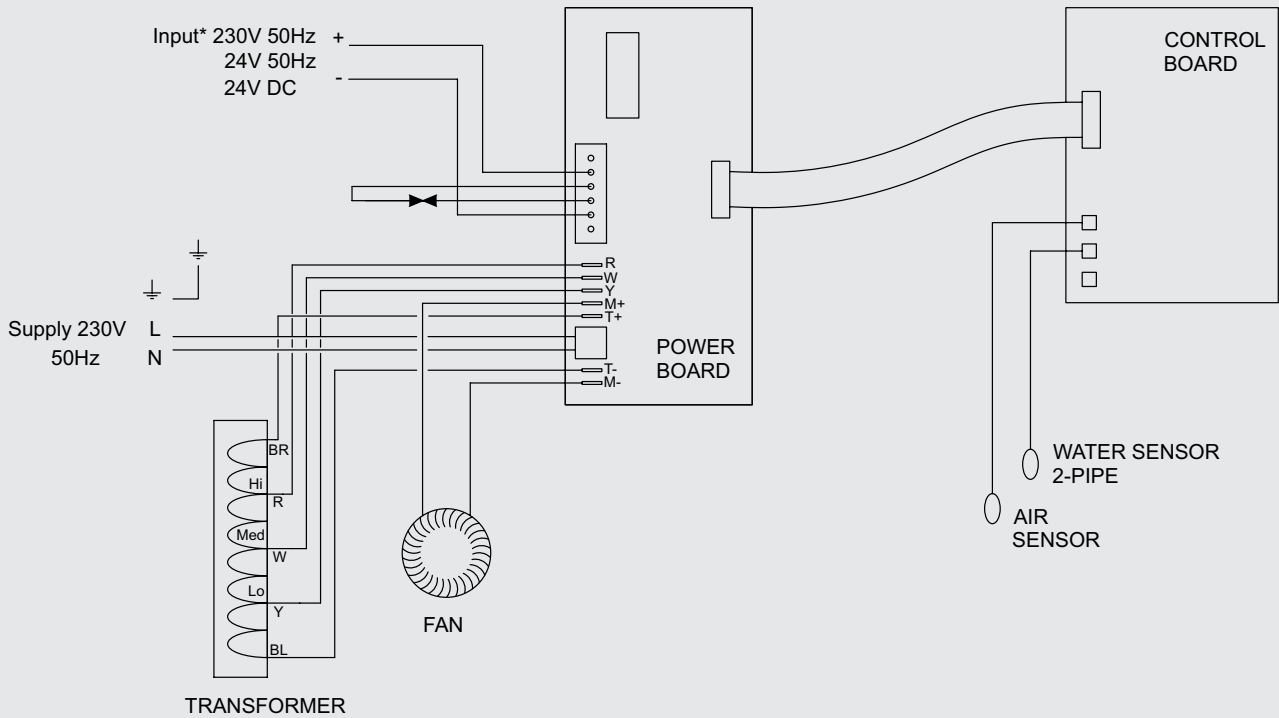 Input* 230V 50Hz +
24V 50Hz
24V DC -
CONTROL
BOARD
R
W
Y
M+
T+
Supply 230V L
50Hz N
POWER
BOARD
T-
M-
BR
Hi
R
Med
W
Lo
Y
BL
WATER SENSOR
2-PIPE
AIR
SENSOR
FAN
TRANSFORMER